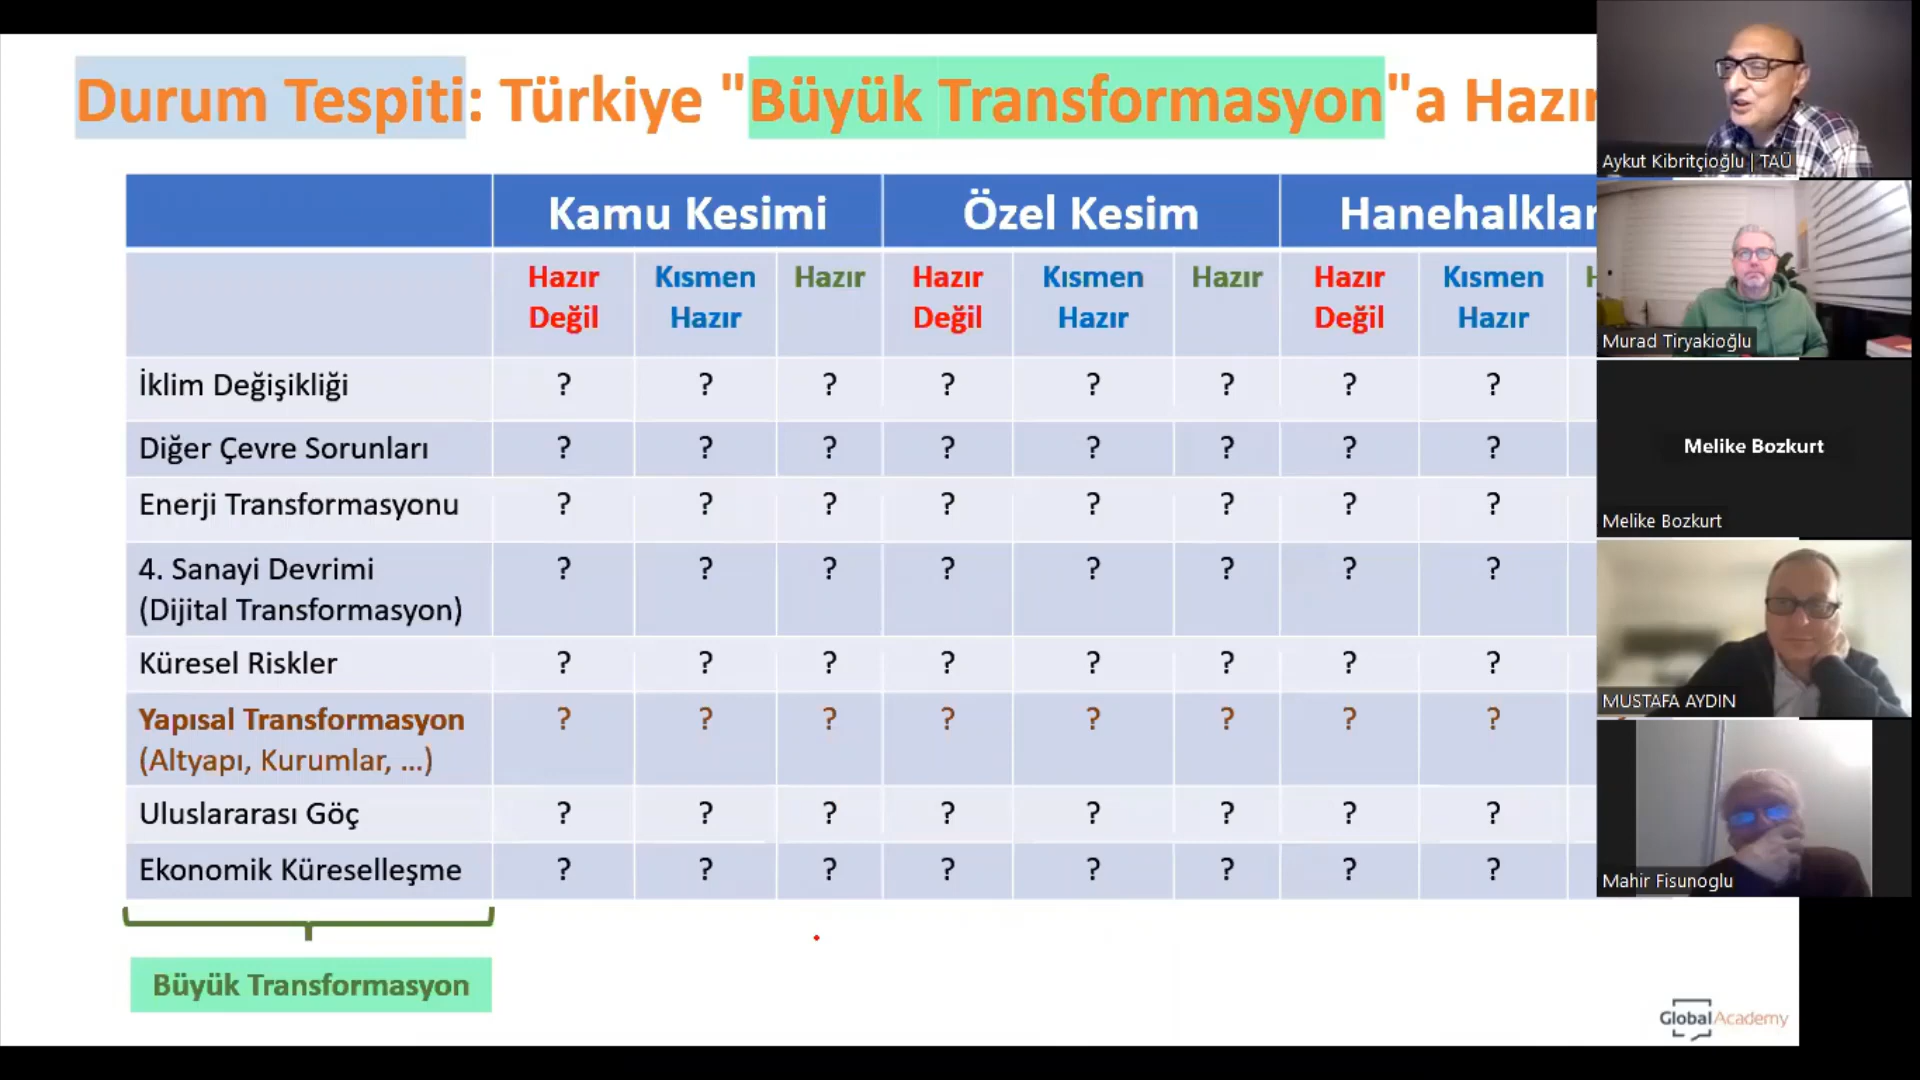 Durum Tespiti: Türkiye "Büyük Transformasyon"a Hazır
Kamu Kesimi Özel Kesim Hanehalklar
Hazır Değil Kısmen Hazır Hazır Hazır Değil Kısmen Hazır Hazır Hazır Değil Kısmen Hazır H
İklim Değişikliği ? ? ? ? ? ? ? ?
Diğer Çevre Sorunları ? ? ? ? ? ? ? ?
Enerji Transformasyonu ? ? ? ? ? ? ? ?
4. Sanayi Devrimi ? ? ? ? ? ? ? ?
(Dijital Transformasyon)
Küresel Riskler ? ? ? ? ? ? ? ?
Yapısal Transformasyon ? ? ? ? ? ? ? ?
(Altyapı, Kurumlar, ...)
Uluslararası Göç ? ? ? ? ? ? ? ?
Ekonomik Küreselleşme ? ? ? ? ? ? ? ?
Büyük Transformasyon
GlobalAcademy
Aykut Kibritçioğlu | TAÜ
Murad Tiryakioğlu
Melike Bozkurt
Melike Bozkurt
MUSTAFA AYDIN
Mahir Fisunoglu